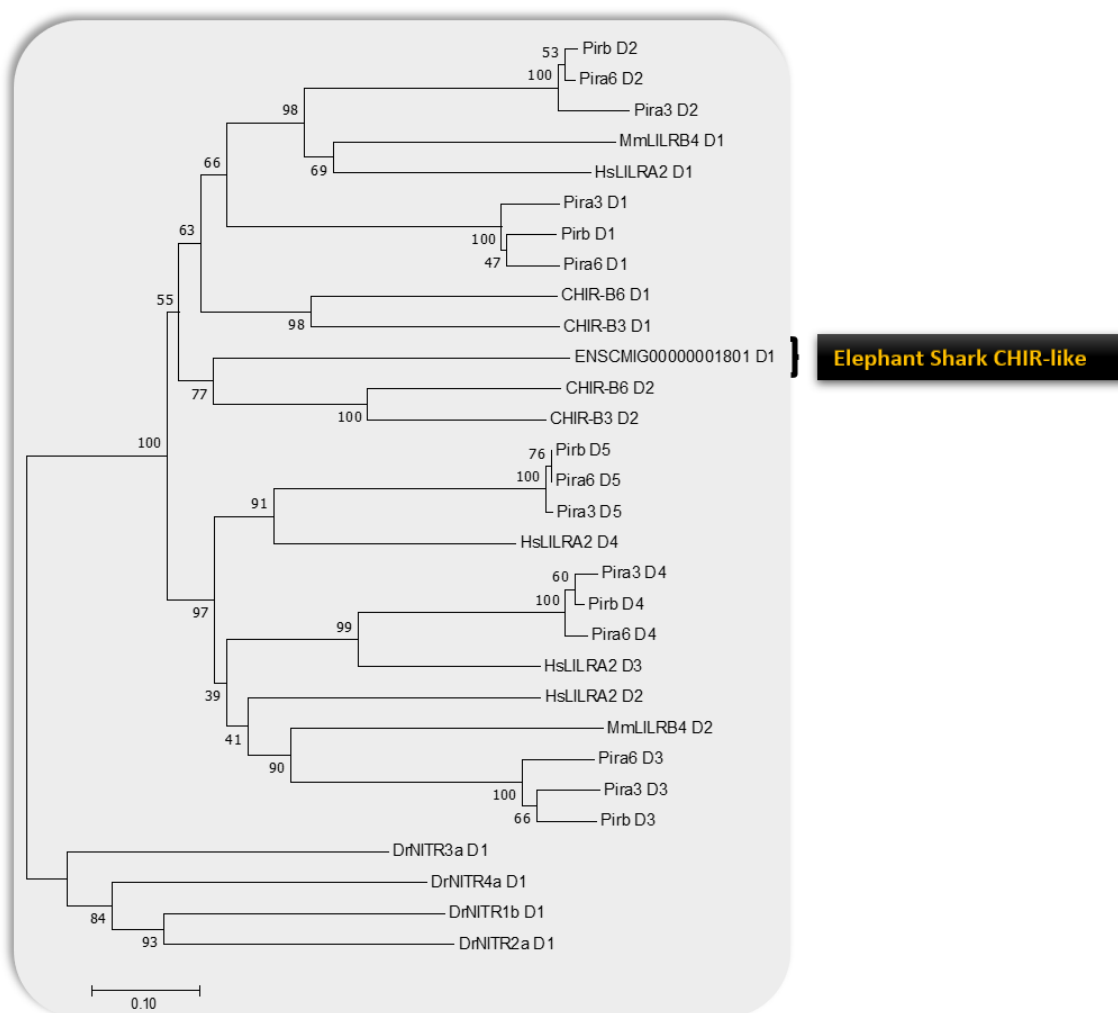 53
Pirb D2
100
Pira6 D2
98
Pira3 D2
MmLILRB4 D1
66
69
HsLILRA2 D1
Pira3 D1
63
100
Pirb D1
47
Pira6 D1
55
CHIR-B6 D1
98
CHIR-B3 D1
ENSCMIG00000001801 D1
Elephant Shark CHIR-like
77
CHIR-B6 D2
100
CHIR-B3 D2
100
76
Pirb D5
100
Pira6 D5
91
Pira3 D5
HsLILRA2 D4
60
Pira3 D4
97
100
Pirb D4
99
Pira6 D4
HsLILRA2 D3
39
HsLILRA2 D2
41
MmLILRB4 D2
90
Pira6 D3
100
Pira3 D3
66
Pirb D3
DrNITR3a D1
DrNITR4a D1
84
DrNITR1b D1
93
DrNITR2a D1
0.10